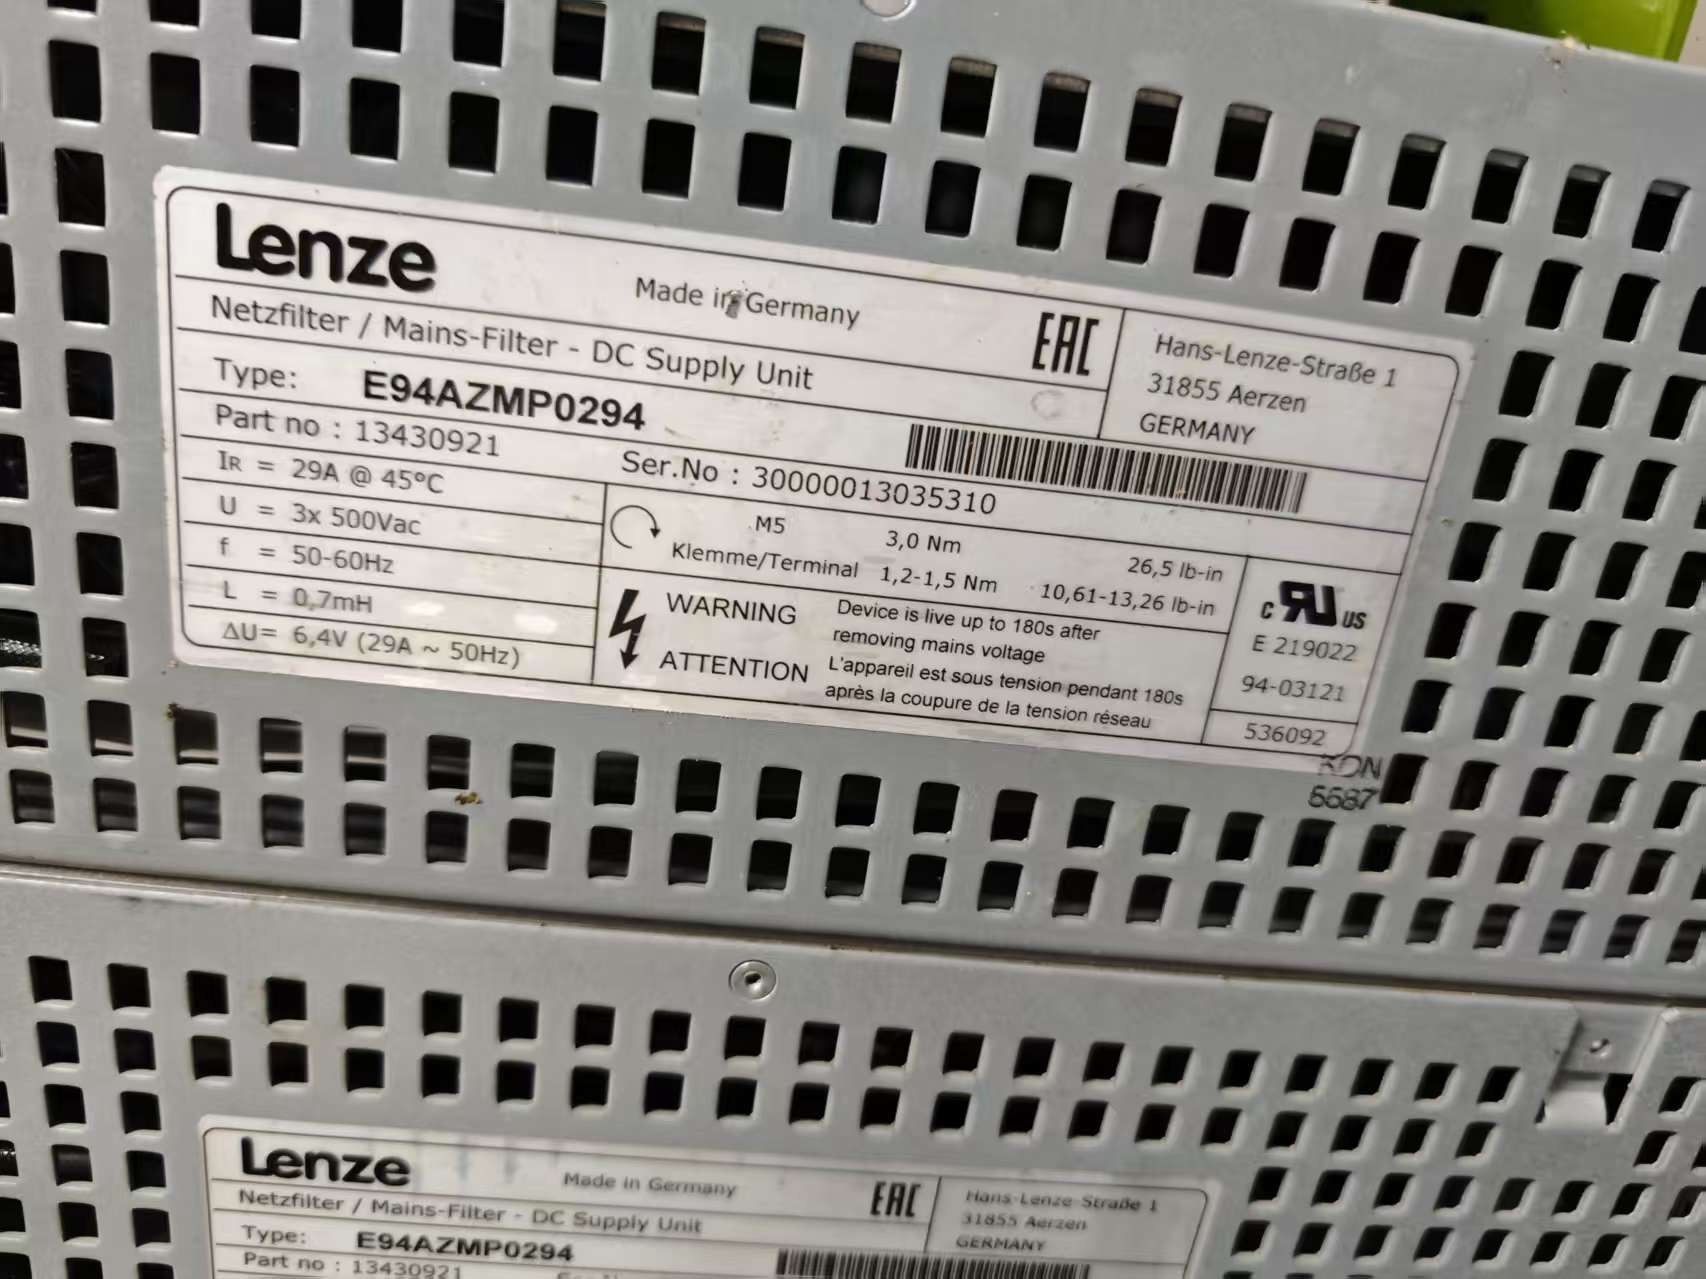 Lenze
Made in Germany
EAC
Hans-Lenze-Straße 1
31855 Aerzen
GERMANY
Netzfilter / Mains-Filter - DC Supply Unit
Type: E94AZMP0294
Part no : 13430921
Ser.No : 30000013035310
IR = 29A @ 45°C
U = 3x 500Vac
f = 50-60Hz
L = 0,7mH
ΔU= 6,4V (29A ~ 50Hz)
M5 3,0 Nm 26,5 lb-in
Klemme/Terminal 1,2-1,5 Nm 10,61-13,26 lb-in
WARNING
Device is live up to 180s after
removing mains voltage
ATTENTION
L'appareil est sous tension pendant 180s
après la coupure de la tension réseau
c RU us
E 219022
94-03121
536092
Lenze
Made in Germany
EAC
Hans-Lenze-Straße 1
31855 Aerzen
GERMANY
Netzfilter / Mains-Filter - DC Supply Unit
Type: E94AZMP0294
Part no : 13430921